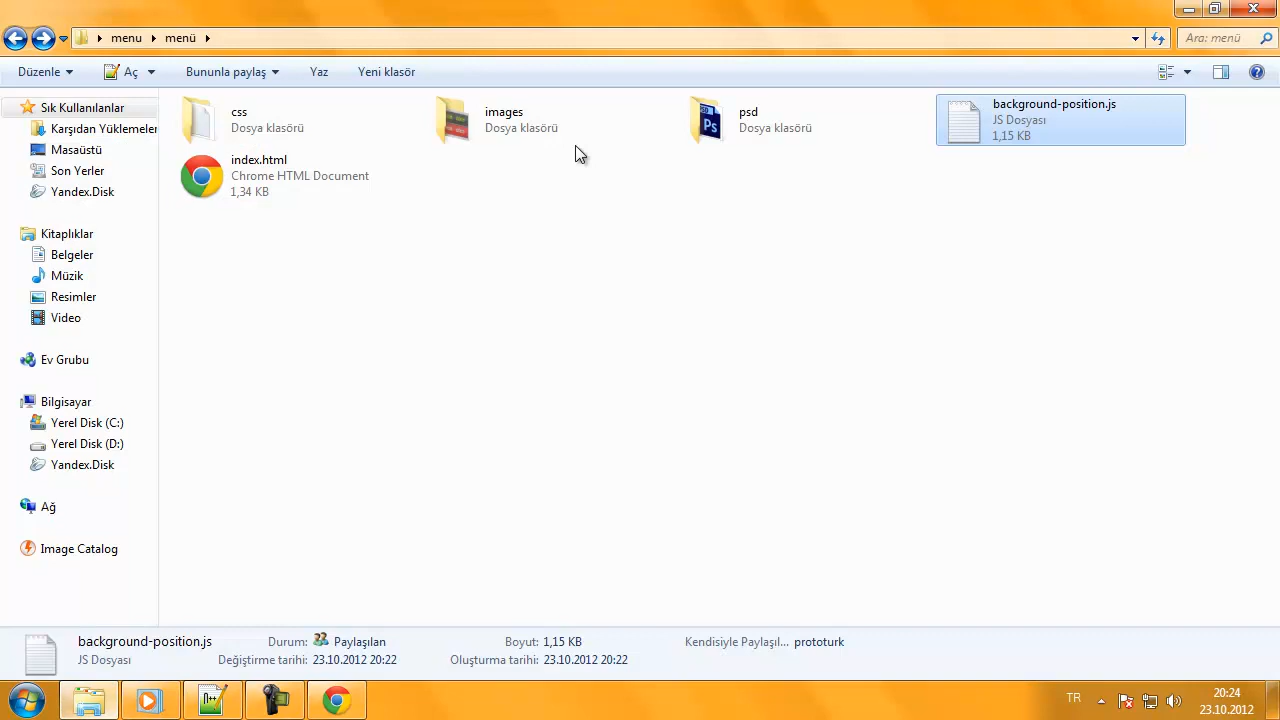 menu
menü
Ara: menü
Düzenle
Aç
Bununla paylaş
Yaz
Yeni klasör
Sık Kullanılanlar
Karşıdan Yüklemeler
Masaüstü
Son Yerler
Yandex.Disk
Kitaplıklar
Belgeler
Müzik
Resimler
Video
Ev Grubu
Bilgisayar
Yerel Disk (C:)
Yerel Disk (D:)
Yandex.Disk
Ağ
Image Catalog
css
Dosya klasörü
images
Dosya klasörü
PSD
Ps
psd
Dosya klasörü
background-position.js
JS Dosyası
1,15 KB
index.html
Chrome HTML Document
1,34 KB
background-position.js
JS Dosyası
Durum: Paylaşılan
Değiştirme tarihi: 23.10.2012 20:22
Boyut: 1,15 KB
Oluşturma tarihi: 23.10.2012 20:22
Kendisiyle Paylaşıl... prototurk
TR
20:24
23.10.2012